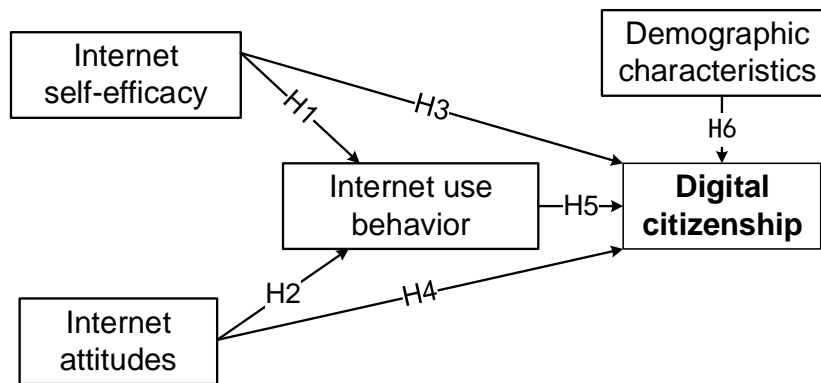 Internet
self-efficacy
Demographic
characteristics
H1
H3
H6
Internet use
behavior
H5
Digital
citizenship
H2
H4
Internet
attitudes